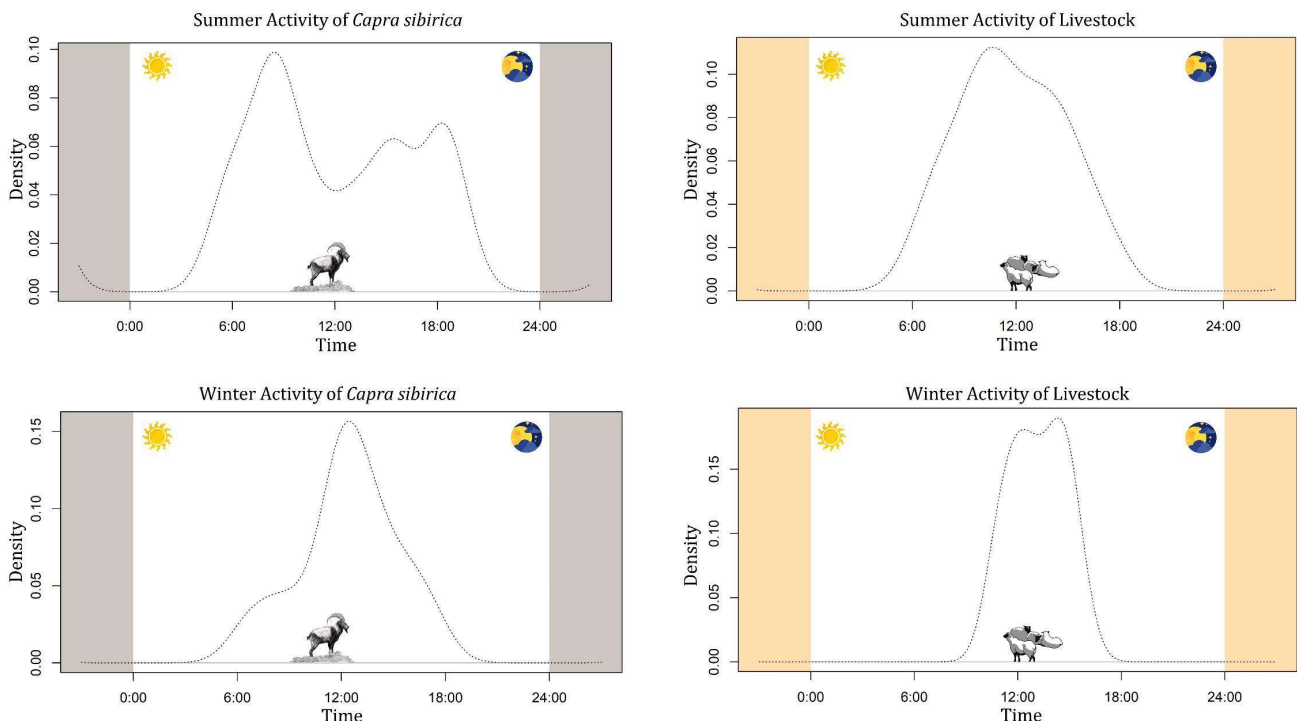 Summer Activity of Capra sibirica
Density
0.00
0.02
0.04
0.06
0.08
0.10
0:00 6:00 12:00 18:00 24:00
Time
Summer Activity of Livestock
Density
0.00
0.02
0.04
0.06
0.08
0.10
0:00 6:00 12:00 18:00 24:00
Time
Winter Activity of Capra sibirica
Density
0.00
0.05
0.10
0.15
0:00 6:00 12:00 18:00 24:00
Time
Winter Activity of Livestock
Density
0.00
0.05
0.10
0.15
0:00 6:00 12:00 18:00 24:00
Time